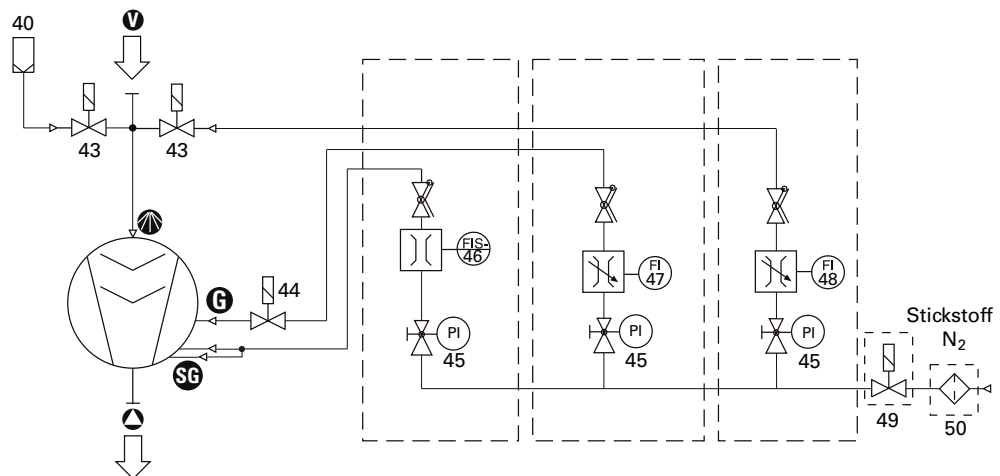 40
V
43
43
FIS-
46
FI
47
FI
48
G
44
PI
45
PI
45
PI
45
Stickstoff
N₂
SG
49
50